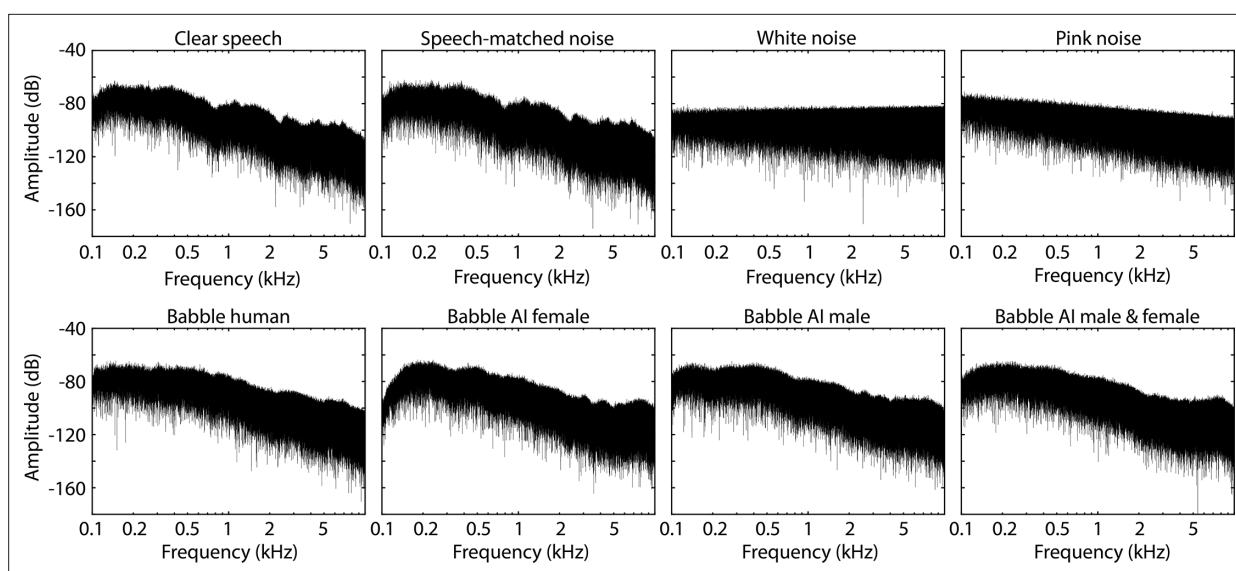 Clear speech Speech-matched noise White noise Pink noise
-40
-80
-120
-160
Amplitude (dB)
0.1 0.2 0.5 1 2 5 0.1 0.2 0.5 1 2 5 0.1 0.2 0.5 1 2 5 0.1 0.2 0.5 1 2 5
Frequency (kHz) Frequency (kHz) Frequency (kHz) Frequency (kHz)
Babble human Babble AI female Babble AI male Babble AI male & female
-40
-80
-120
-160
Amplitude (dB)
0.1 0.2 0.5 1 2 5 0.1 0.2 0.5 1 2 5 0.1 0.2 0.5 1 2 5 0.1 0.2 0.5 1 2 5
Frequency (kHz) Frequency (kHz) Frequency (kHz) Frequency (kHz)